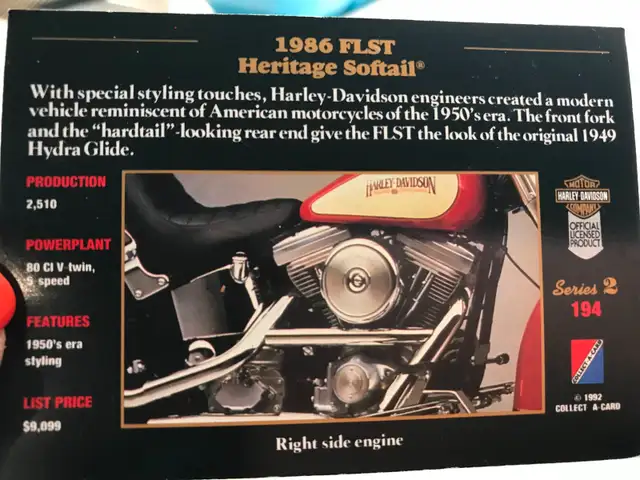 1986 FLST
Heritage Softail®
With special styling touches, Harley-Davidson engineers created a modern
vehicle reminiscent of American motorcycles of the 1950's era. The front fork
and the "hardtail"-looking rear end give the FLST the look of the original 1949
Hydra Glide.
PRODUCTION
2,510
POWERPLANT
80 CI V-twin,
5-speed
FEATURES
1950's era
styling
LIST PRICE
$9,099
HARLEY-DAVIDSON
Right side engine
MOTOR
HARLEY-DAVIDSON
COMPANY
OFFICIAL
LICENSED
PRODUCT
Series 2
194
COLLECT-A-CARD
© 1992
COLLECT-A-CARD